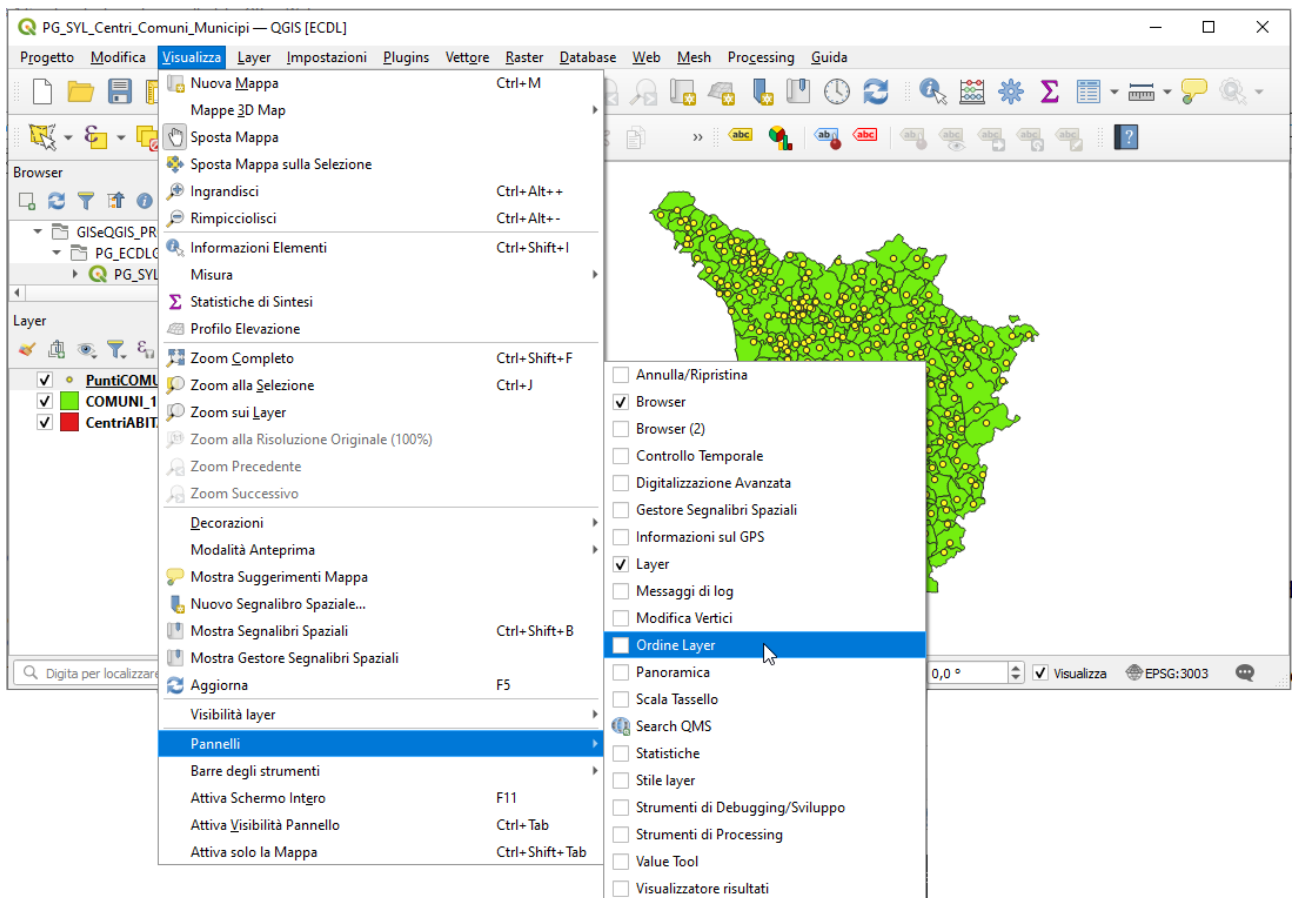 PG_SYL_Centri_Comuni_Municipi — QGIS [ECDL]
Progetto Modifica Visualizza Layer Impostazioni Plugins Vettore Raster Database Web Mesh Processing Guida
Nuova Mappa Ctrl+M
Mappe 3D Map
Sposta Mappa
Sposta Mappa sulla Selezione
Ingrandisci Ctrl+Alt++
Rimpicciolisci Ctrl+Alt+-
Informazioni Elementi Ctrl+Shift+I
Misura
Statistiche di Sintesi
Profilo Elevazione
Zoom Completo Ctrl+Shift+F
Zoom alla Selezione Ctrl+J
Zoom sui Layer
Zoom alla Risoluzione Originale (100%)
Zoom Precedente
Zoom Successivo
Decorazioni
Modalità Anteprima
Mostra Suggerimenti Mappa
Nuovo Segnalibro Spaziale...
Mostra Segnalibri Spaziali Ctrl+Shift+B
Mostra Gestore Segnalibri Spaziali
Aggiorna F5
Visibilità layer
Pannelli
Barre degli strumenti
Attiva Schermo Intero F11
Attiva Visibilità Pannello Ctrl+Tab
Attiva solo la Mappa Ctrl+Shift+Tab
Browser
GISeQGIS_PR
PG_ECDLG
PG_SYL
Layer
PuntiCOMU
COMUNI_1
CentriABIT
Digita per localizzare
Annulla/Ripristina
Browser
Browser (2)
Controllo Temporale
Digitalizzazione Avanzata
Gestore Segnalibri Spaziali
Informazioni sul GPS
Layer
Messaggi di log
Modifica Vertici
Ordine Layer
Panoramica
Scala Tassello
Search QMS
Statistiche
Stile layer
Strumenti di Debugging/Sviluppo
Strumenti di Processing
Value Tool
Visualizzatore risultati
abc abc abc
0,0 ° Visualizza EPSG:3003